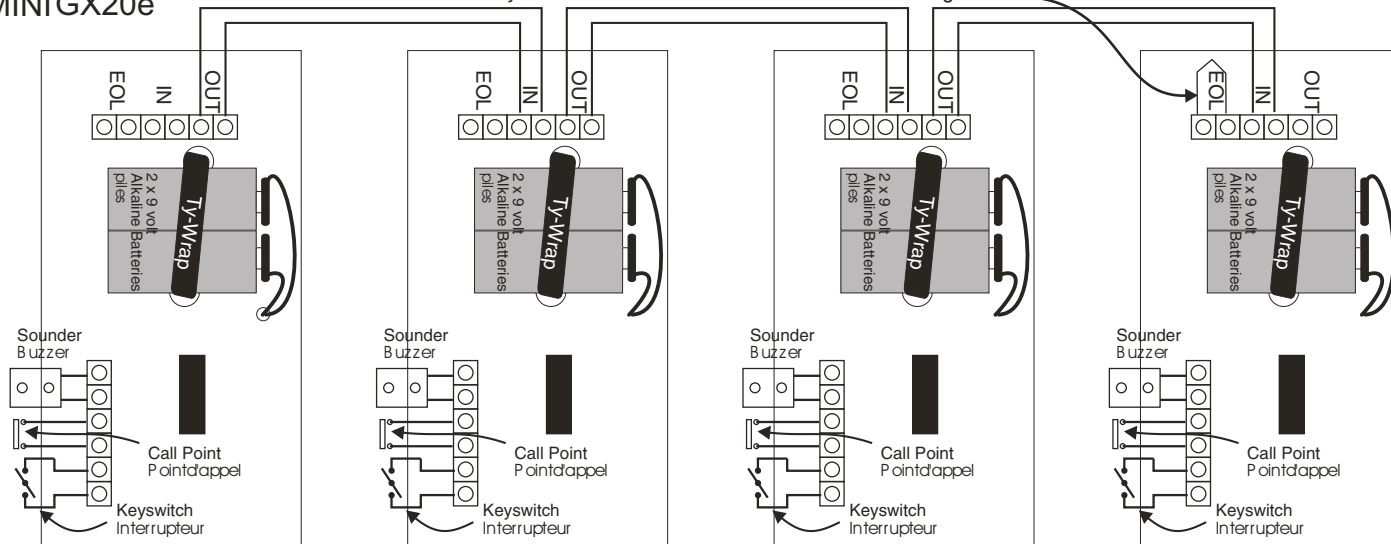 MINI GX20e
EOL
IN
OUT
EOL
IN
OUT
EOL
IN
OUT
EOL
IN
OUT
2 x 9 volt
Alkaline Batteries
piles
Ty-Wrap
2 x 9 volt
Alkaline Batteries
piles
Ty-Wrap
2 x 9 volt
Alkaline Batteries
piles
Ty-Wrap
2 x 9 volt
Alkaline Batteries
piles
Ty-Wrap
Sounder
Buzzer
Call Point
Pointd'appel
Keyswitch
Interrupteur
Sounder
Buzzer
Call Point
Pointd'appel
Keyswitch
Interrupteur
Sounder
Buzzer
Call Point
Pointd'appel
Keyswitch
Interrupteur
Sounder
Buzzer
Call Point
Pointd'appel
Keyswitch
Interrupteur